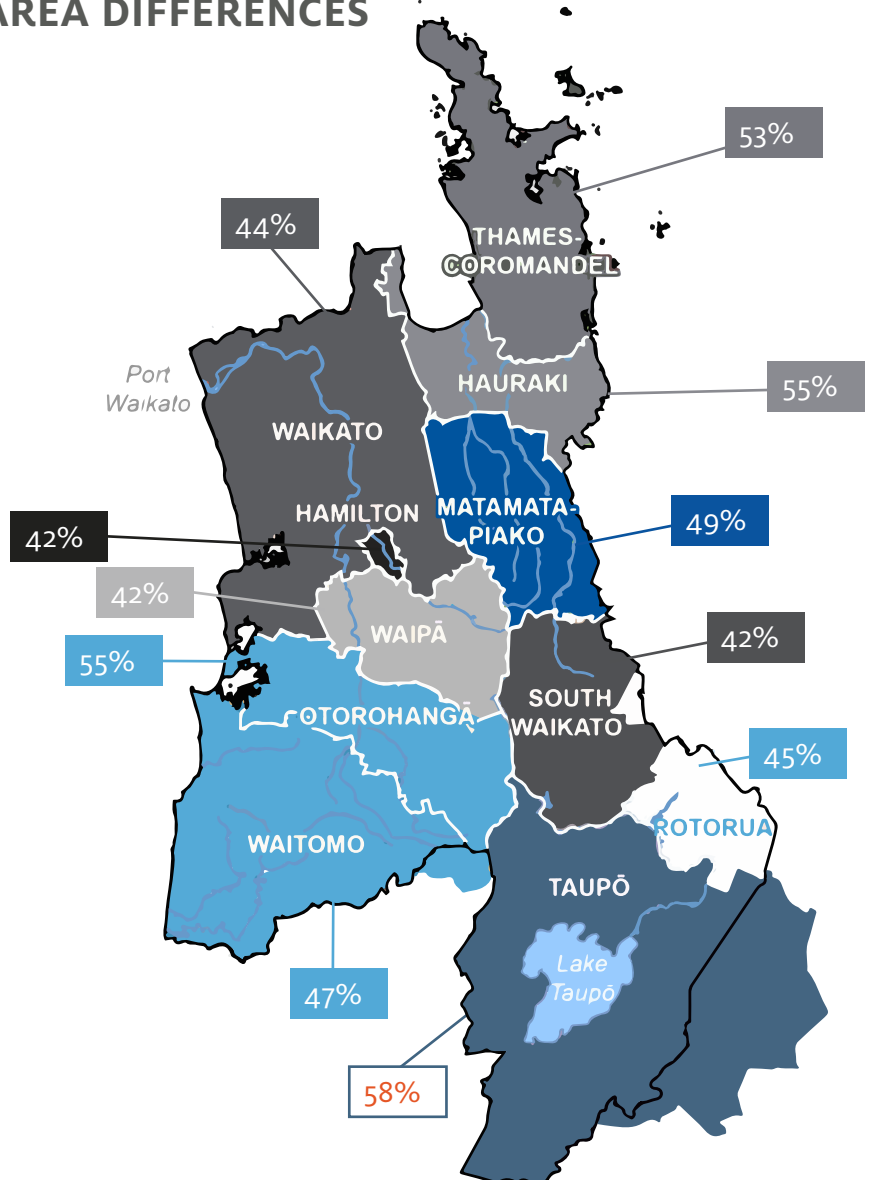 AREA DIFFERENCES
53%
44%
THAMES-
COROMANDEL
Port
Waikato
HAURAKI
55%
WAIKATO
HAMILTON
MATAMATA-
PIAKO
49%
42%
42%
WAIPĀ
42%
55%
SOUTH
WAIKATO
OTOROHANGĀ
45%
ROTORUA
WAITOMO
TAUPŌ
Lake
Taupō
47%
58%